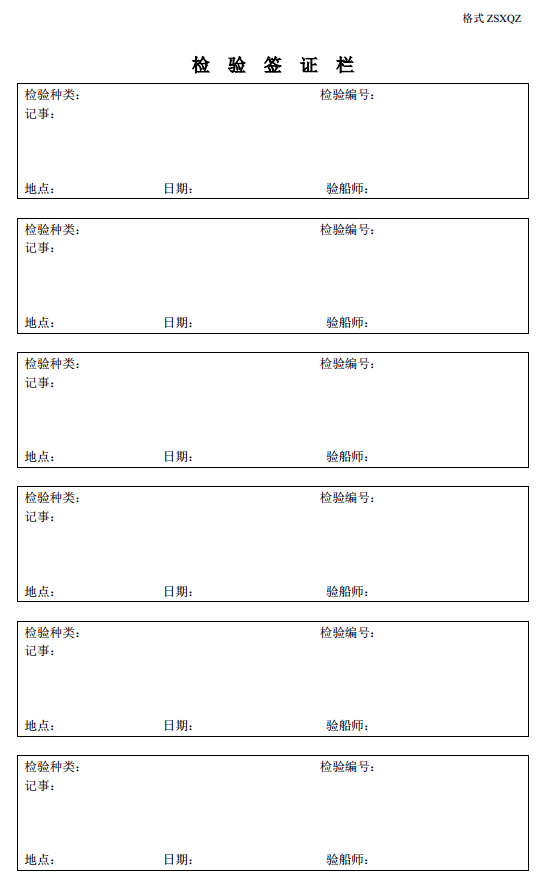 格式 ZSXQZ
检 验 签 证 栏
检验种类： 检验编号：
记事：
地点： 日期： 验船师：
检验种类： 检验编号：
记事：
地点： 日期： 验船师：
检验种类： 检验编号：
记事：
地点： 日期： 验船师：
检验种类： 检验编号：
记事：
地点： 日期： 验船师：
检验种类： 检验编号：
记事：
地点： 日期： 验船师：
检验种类： 检验编号：
记事：
地点： 日期： 验船师：